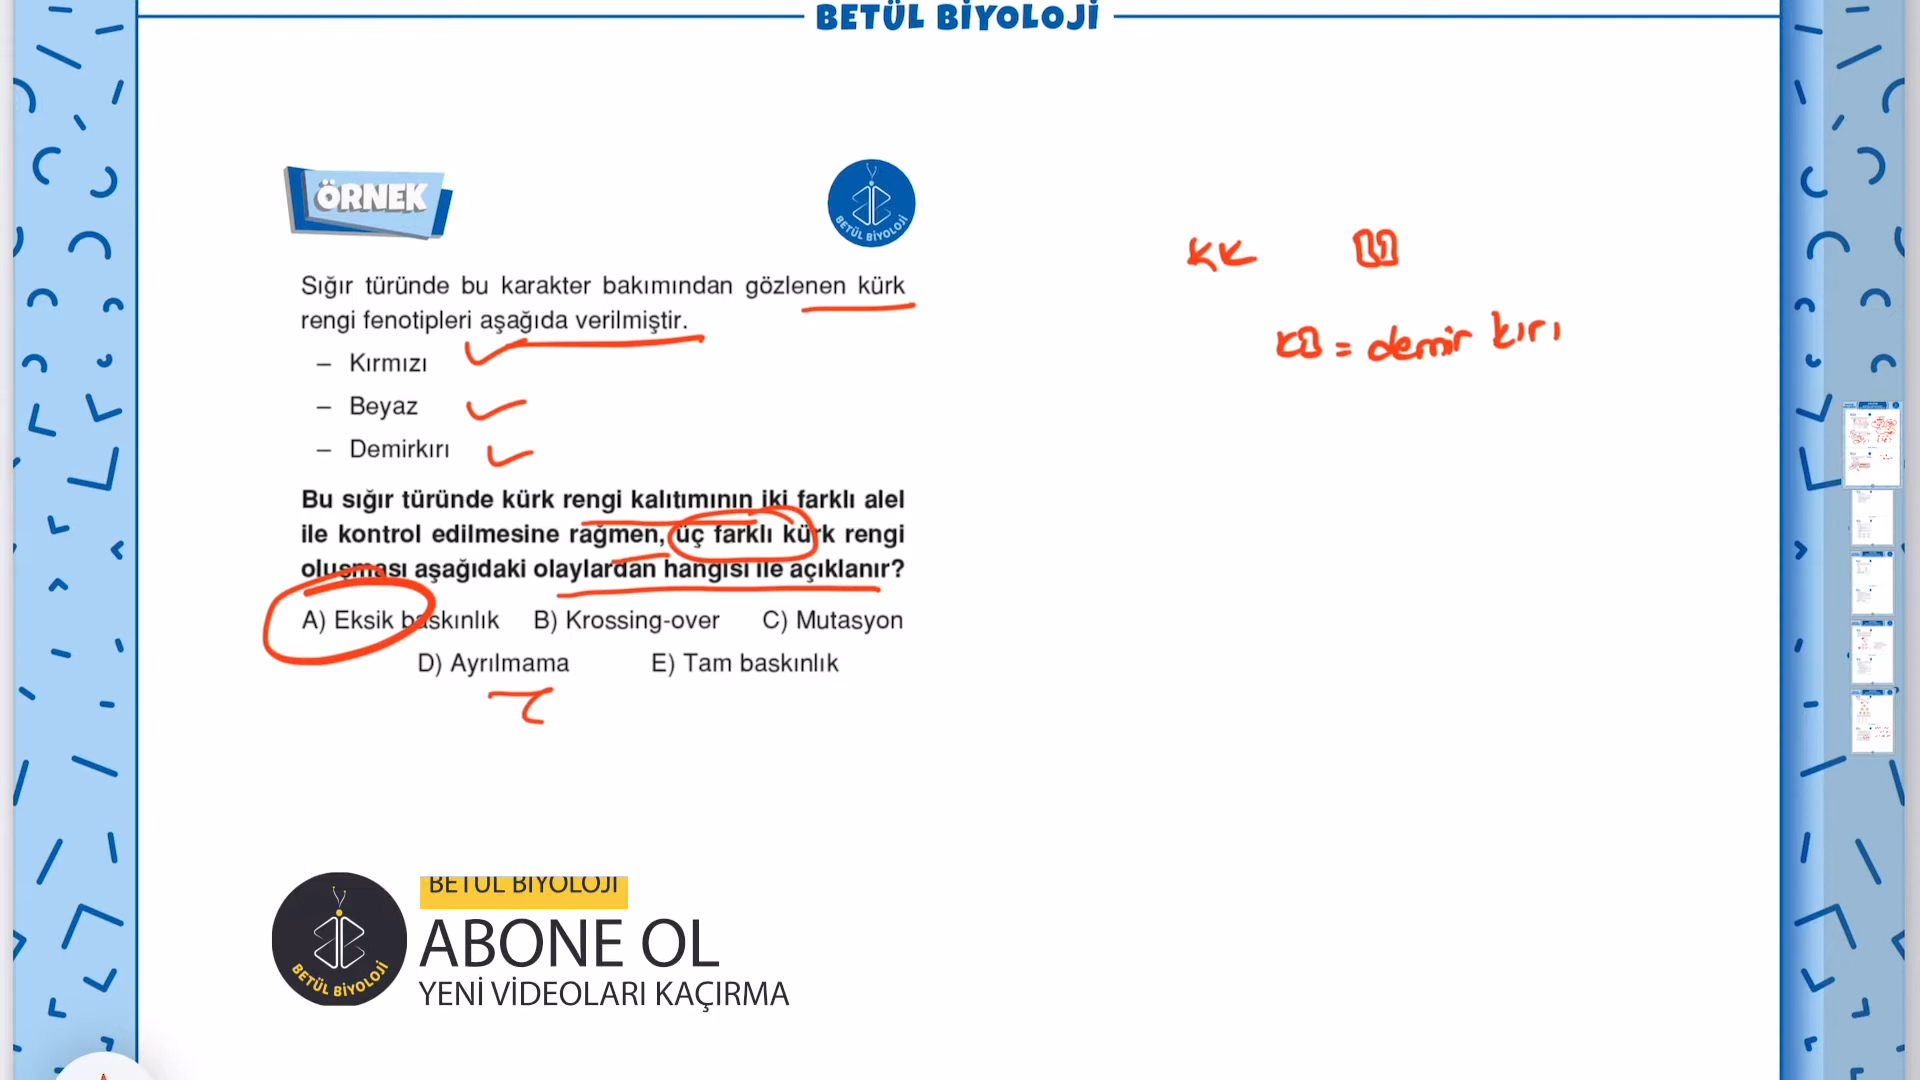 BETÜL BİYOLOJİ
ÖRNEK
BETÜL BİYOLOJİ
Sığır türünde bu karakter bakımından gözlenen kürk
rengi fenotipleri aşağıda verilmiştir.
– Kırmızı
– Beyaz
– Demirkırı
Bu sığır türünde kürk rengi kalıtımının iki farklı alel
ile kontrol edilmesine rağmen, üç farklı kürk rengi
oluşması aşağıdaki olaylardan hangisi ile açıklanır?
A) Eksik baskınlık B) Krossing-over C) Mutasyon
D) Ayrılmama E) Tam baskınlık
KK BB
KB = demir kırı
BETÜL BİYOLOJİ
BETÜL BİYOLOJİ
ABONE OL
YENİ VİDEOLARI KAÇIRMA